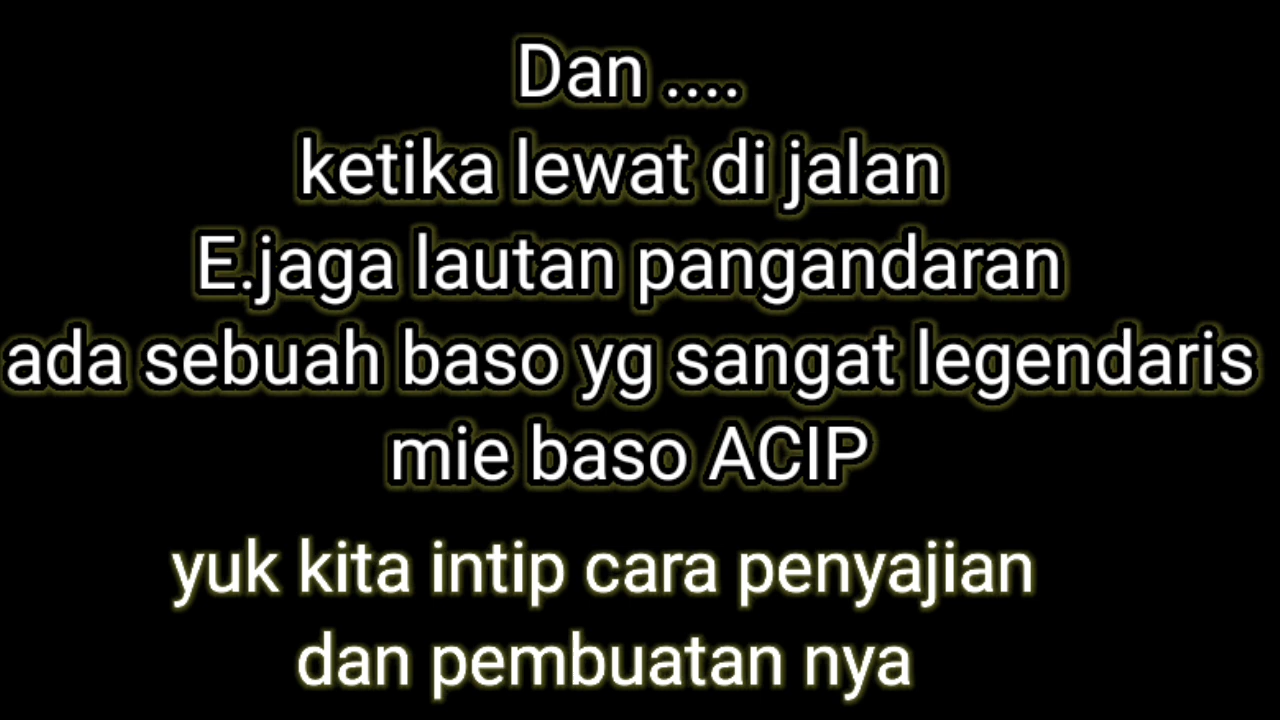 Dan ....
ketika lewat di jalan
E.jaga lautan pangandaran
ada sebuah baso yg sangat legendaris
mie baso ACIP
yuk kita intip cara penyajian
dan pembuatan nya